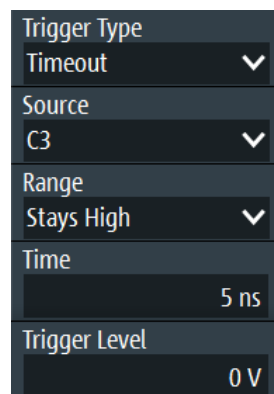 Trigger Type
Timeout
Source
C3
Range
Stays High
Time
5 ns
Trigger Level
0 V